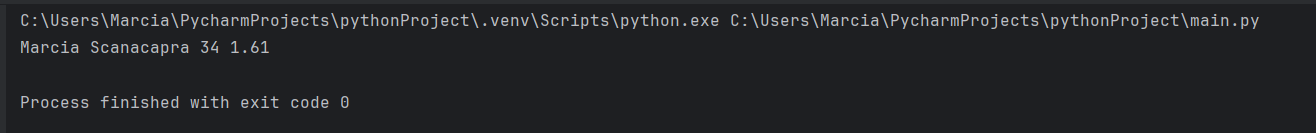 C:\Users\Marcia\PycharmProjects\pythonProject\.venv\Scripts\python.exe C:\Users\Marcia\PycharmProjects\pythonProject\main.py
Marcia Scanacapra 34 1.61
Process finished with exit code 0